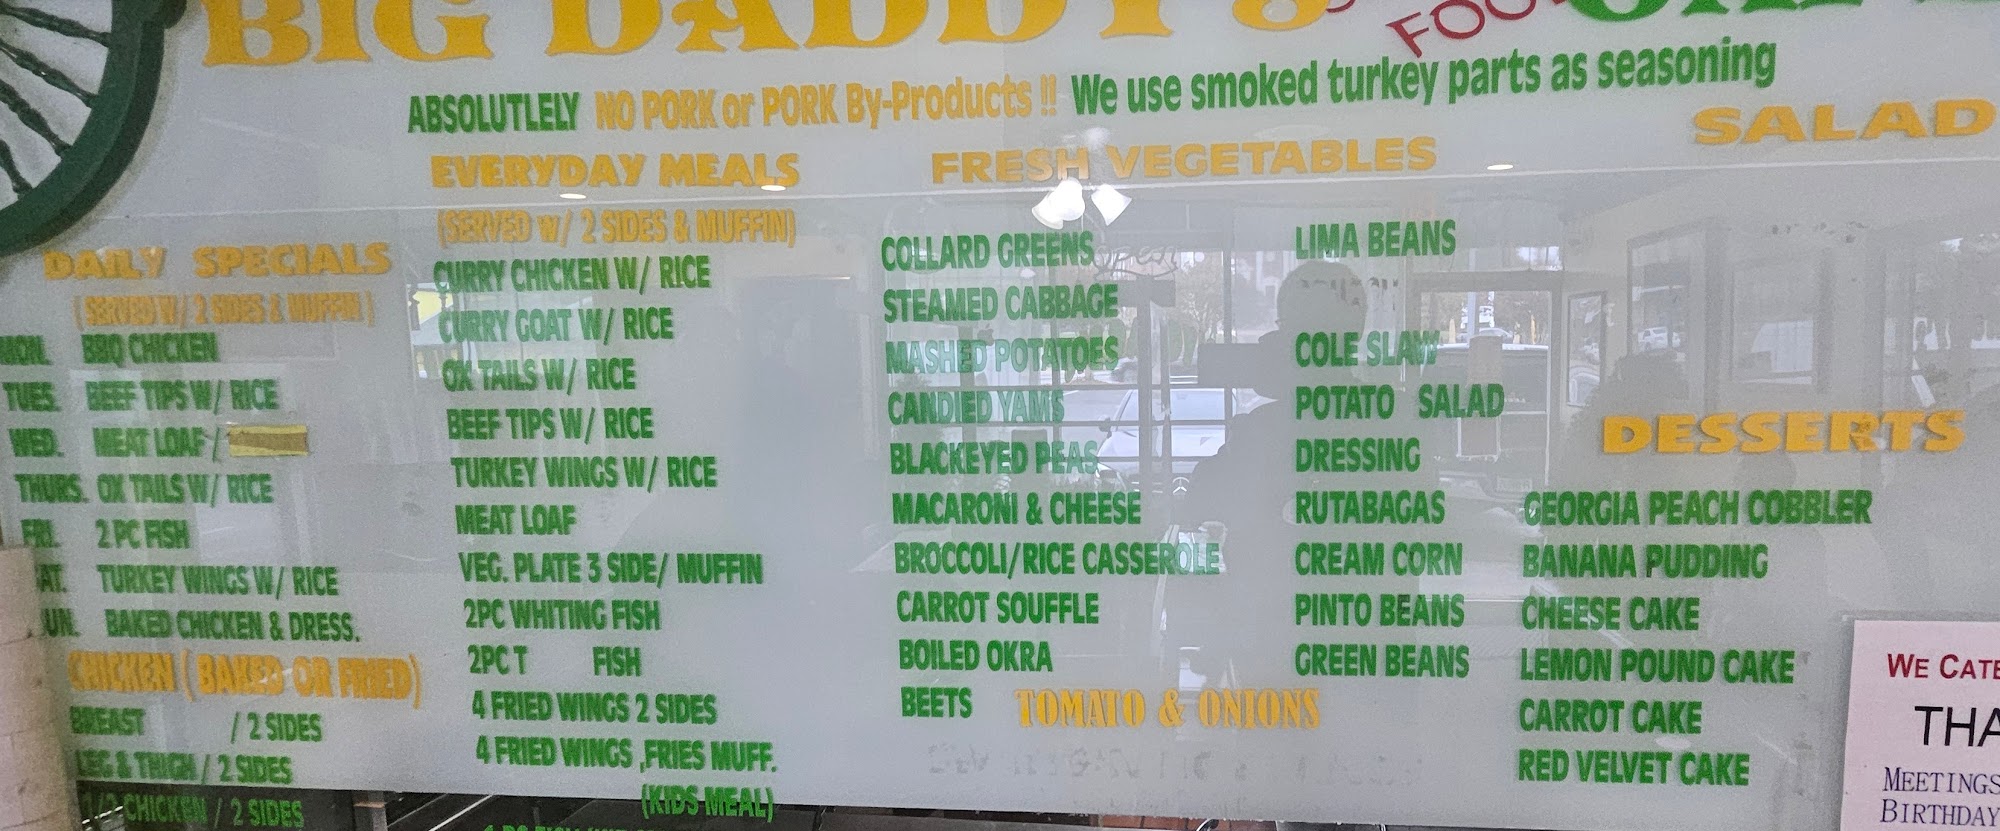 BIG DADDY'S
FOOD
ABSOLUTLELY NO PORK or PORK By-Products !! We use smoked turkey parts as seasoning
DAILY SPECIALS
(SERVED W/ 2 SIDES & MUFFIN)
MON. BBQ CHICKEN
TUES. BEEF TIPS W/ RICE
WED. MEAT LOAF /
THURS. OX TAILS W/ RICE
FRI. 2 PC FISH
AT. TURKEY WINGS W/ RICE
UN. BAKED CHICKEN & DRESS.
CHICKEN ( BAKED OR FRIED)
BREAST / 2 SIDES
LEG & THIGH / 2 SIDES
1/2 CHICKEN / 2 SIDES
EVERYDAY MEALS
(SERVED w/ 2 SIDES & MUFFIN)
CURRY CHICKEN W/ RICE
CURRY GOAT W/ RICE
OX TAILS W/ RICE
BEEF TIPS W/ RICE
TURKEY WINGS W/ RICE
MEAT LOAF
VEG. PLATE 3 SIDE/ MUFFIN
2PC WHITING FISH
2PC T FISH
4 FRIED WINGS 2 SIDES
4 FRIED WINGS ,FRIES MUFF.
(KIDS MEAL)
FRESH VEGETABLES
COLLARD GREENS
STEAMED CABBAGE
MASHED POTATOES
CANDIED YAMS
BLACKEYED PEAS
MACARONI & CHEESE
BROCCOLI/RICE CASSEROLE
CARROT SOUFFLE
BOILED OKRA
BEETS
TOMATO & ONIONS
LIMA BEANS
COLE SLAW
POTATO SALAD
DRESSING
RUTABAGAS
CREAM CORN
PINTO BEANS
GREEN BEANS
SALAD
DESSERTS
GEORGIA PEACH COBBLER
BANANA PUDDING
CHEESE CAKE
LEMON POUND CAKE
CARROT CAKE
RED VELVET CAKE
WE CATE
THA
MEETINGS
BIRTHDAY